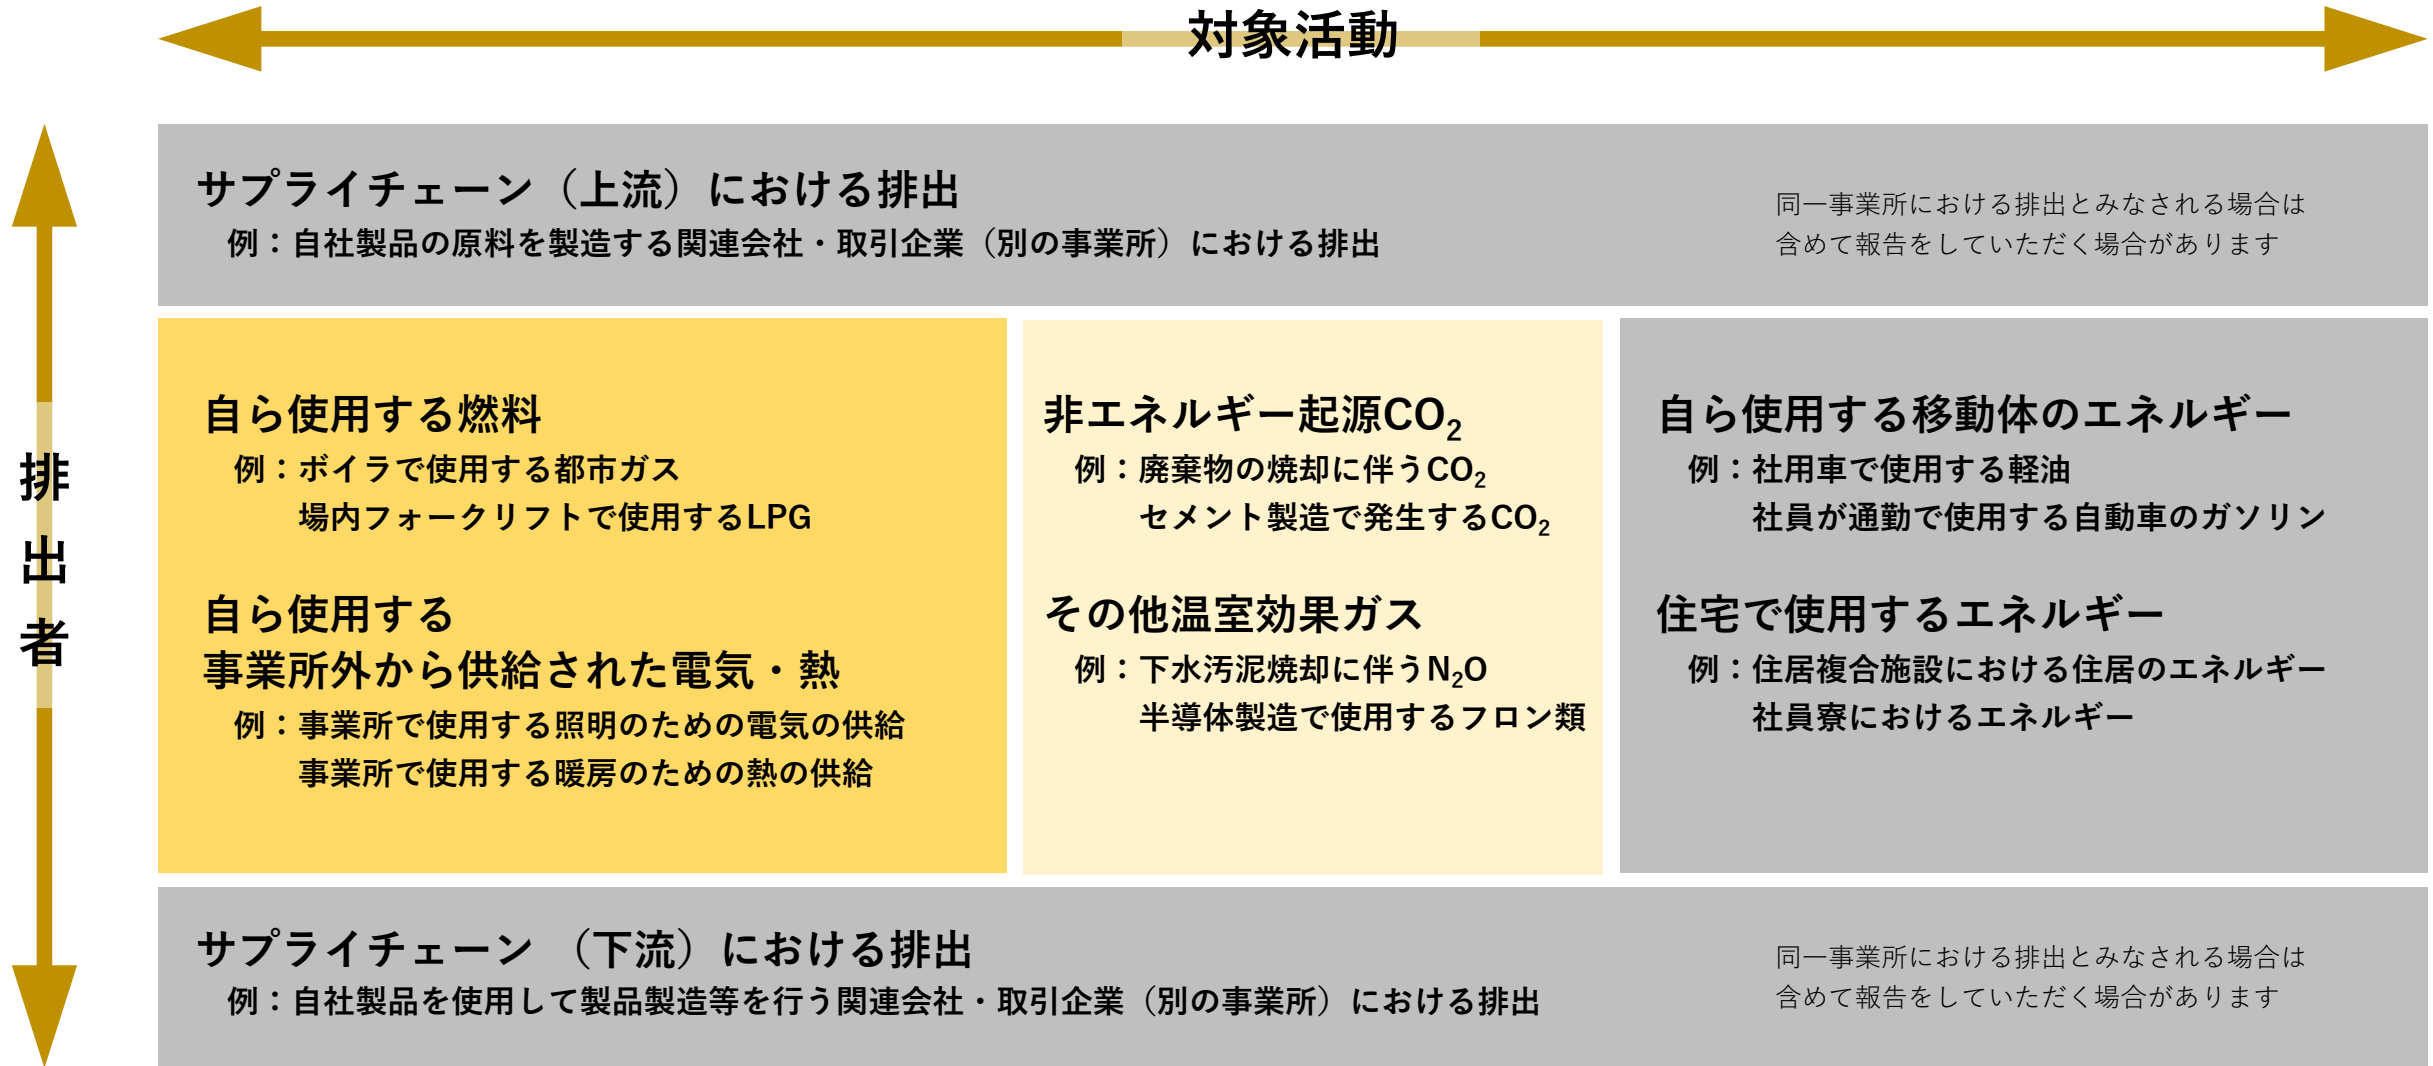 対象活動
排出者
サプライチェーン（上流）における排出
例：自社製品の原料を製造する関連会社・取引企業（別の事業所）における排出
同一事業所における排出とみなされる場合は
含めて報告をしていただく場合があります
自ら使用する燃料
例：ボイラで使用する都市ガス
場内フォークリフトで使用するLPG
自ら使用する
事業所外から供給された電気・熱
例：事業所で使用する照明のための電気の供給
事業所で使用する暖房のための熱の供給
非エネルギー起源CO₂
例：廃棄物の焼却に伴うCO₂
セメント製造で発生するCO₂
その他温室効果ガス
例：下水汚泥焼却に伴うN₂O
半導体製造で使用するフロン類
自ら使用する移動体のエネルギー
例：社用車で使用する軽油
社員が通勤で使用する自動車のガソリン
住宅で使用するエネルギー
例：住居複合施設における住居のエネルギー
社員寮におけるエネルギー
サプライチェーン （下流）における排出
例：自社製品を使用して製品製造等を行う関連会社・取引企業（別の事業所）における排出
同一事業所における排出とみなされる場合は
含めて報告をしていただく場合があります